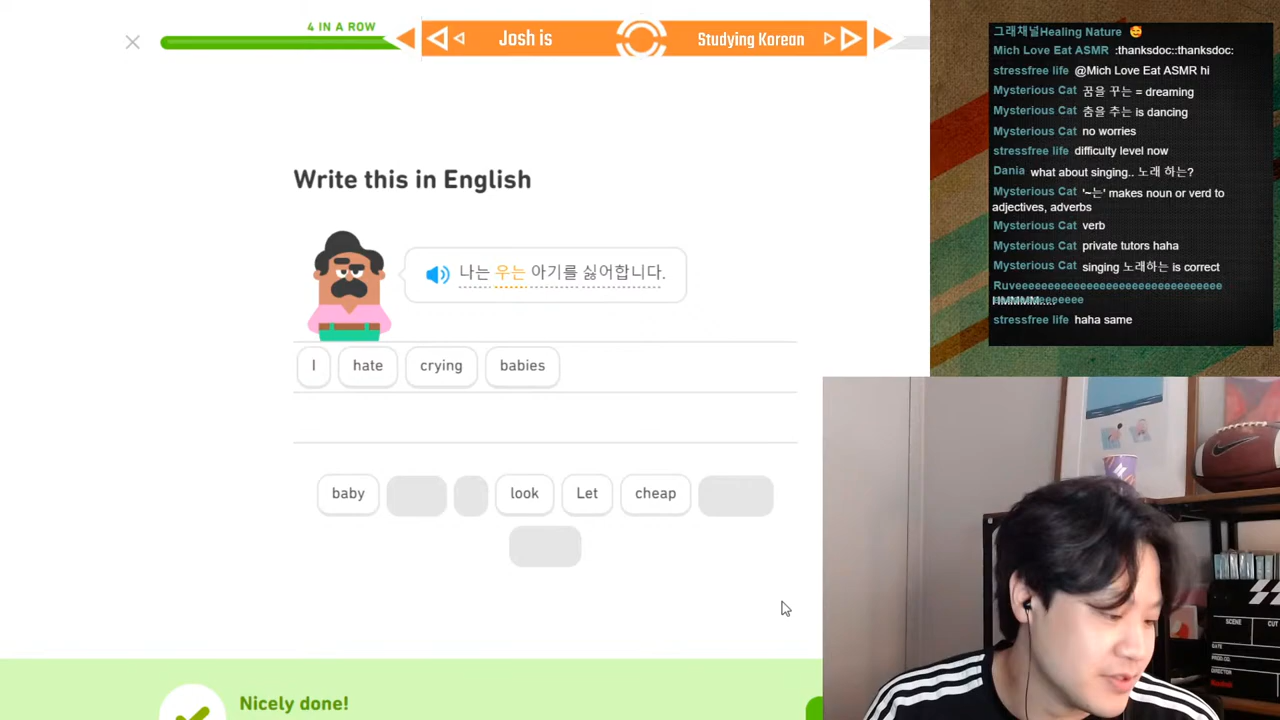 4 IN A ROW
Josh is
Studying Korean
Write this in English
나는 우는 아기를 싫어합니다.
I hate crying babies
baby look Let cheap
Nicely done!
그래채널Healing Nature 🥰
Mich Love Eat ASMR :thanksdoc::thanksdoc:
stressfree life @Mich Love Eat ASMR hi
Mysterious Cat 꿈을 꾸는 = dreaming
Mysterious Cat 춤을 추는 is dancing
Mysterious Cat no worries
stressfree life difficulty level now
Dania what about singing.. 노래 하는?
Mysterious Cat '~는' makes noun or verd to
adjectives, adverbs
Mysterious Cat verb
Mysterious Cat private tutors haha
Mysterious Cat singing 노래하는 is correct
stressfree life haha same
SCENE
CUT